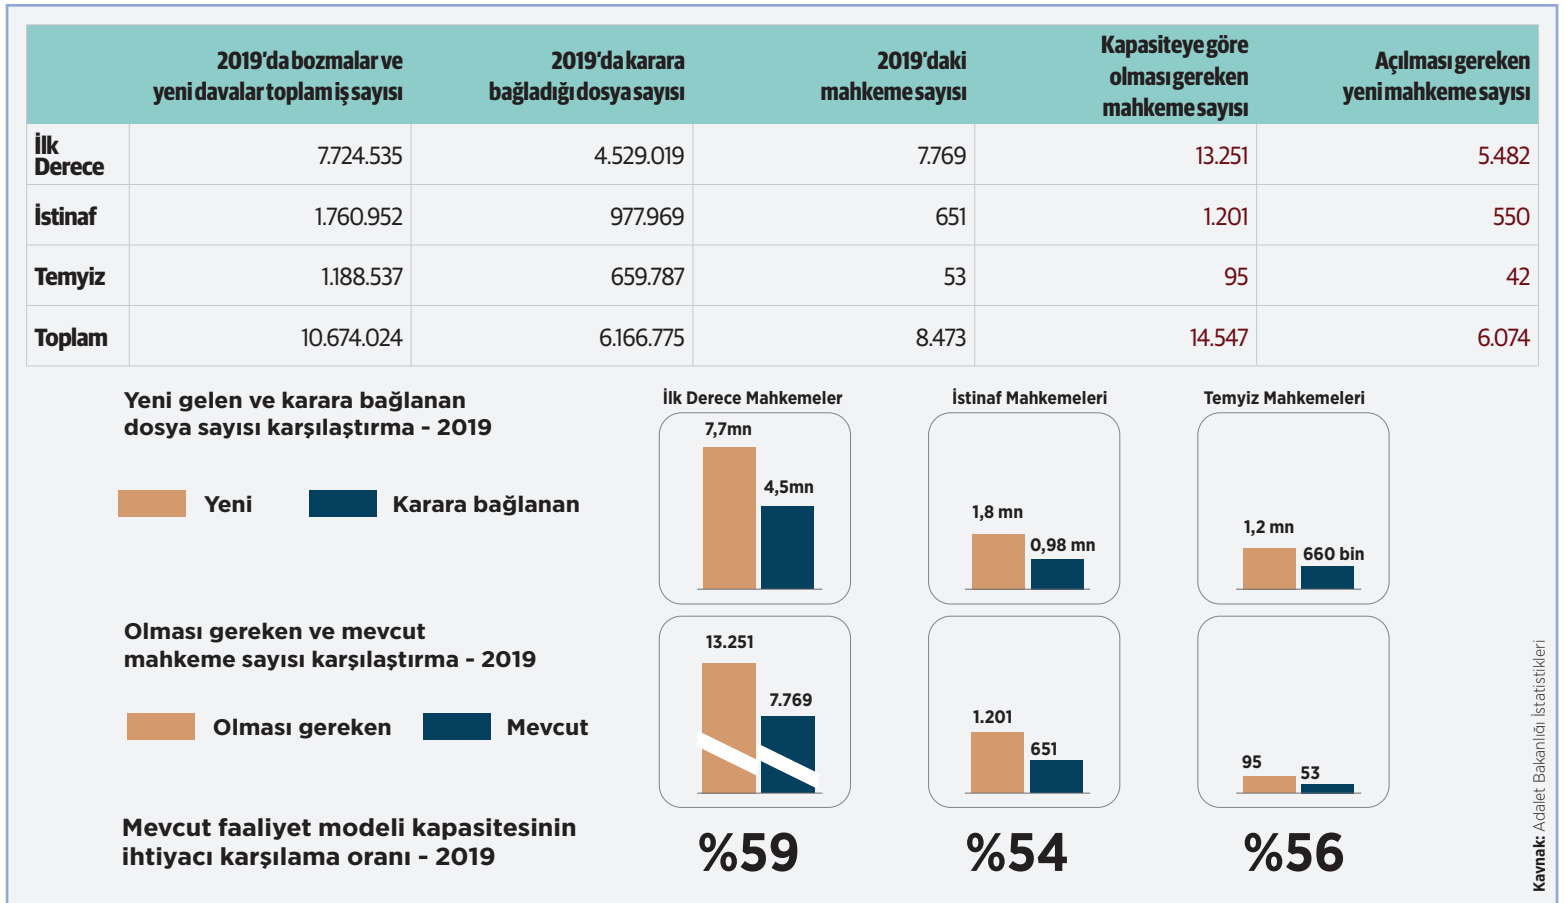 2019'da bozmalar ve
yeni davalar toplam iş sayısı
2019'da karara
bağladığı dosya sayısı
2019'daki
mahkeme sayısı
Kapasiteye göre
olması gereken
mahkeme sayısı
Açılması gereken
yeni mahkeme sayısı
İlk
Derece
7.724.535
4.529.019
7.769
13.251
5.482
İstinaf
1.760.952
977.969
651
1.201
550
Temyiz
1.188.537
659.787
53
95
42
Toplam
10.674.024
6.166.775
8.473
14.547
6.074
Yeni gelen ve karara bağlanan
dosya sayısı karşılaştırma - 2019
Yeni
Karara bağlanan
İlk Derece Mahkemeler
7,7mn
4,5mn
İstinaf Mahkemeleri
1,8 mn
0,98 mn
Temyiz Mahkemeleri
1,2 mn
660 bin
Olması gereken ve mevcut
mahkeme sayısı karşılaştırma - 2019
Olması gereken
Mevcut
13.251
7.769
1.201
651
95
53
Mevcut faaliyet modeli kapasitesinin
ihtiyacı karşılama oranı - 2019
%59
%54
%56
Kaynak: Adalet Bakanlığı İstatistikleri